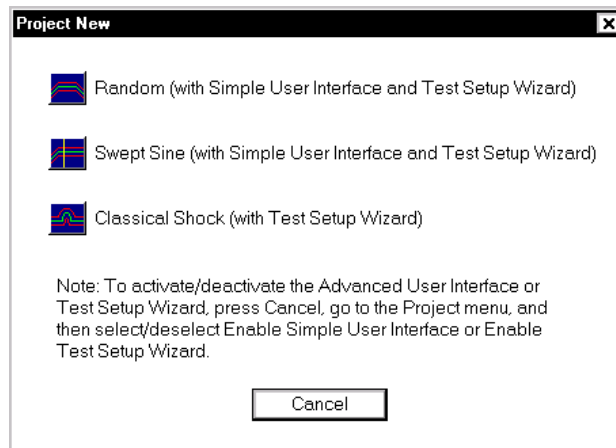 Project New
Random (with Simple User Interface and Test Setup Wizard)
Swept Sine (with Simple User Interface and Test Setup Wizard)
Classical Shock (with Test Setup Wizard)
Note: To activate/deactivate the Advanced User Interface or
Test Setup Wizard, press Cancel, go to the Project menu, and
then select/deselect Enable Simple User Interface or Enable
Test Setup Wizard.
Cancel